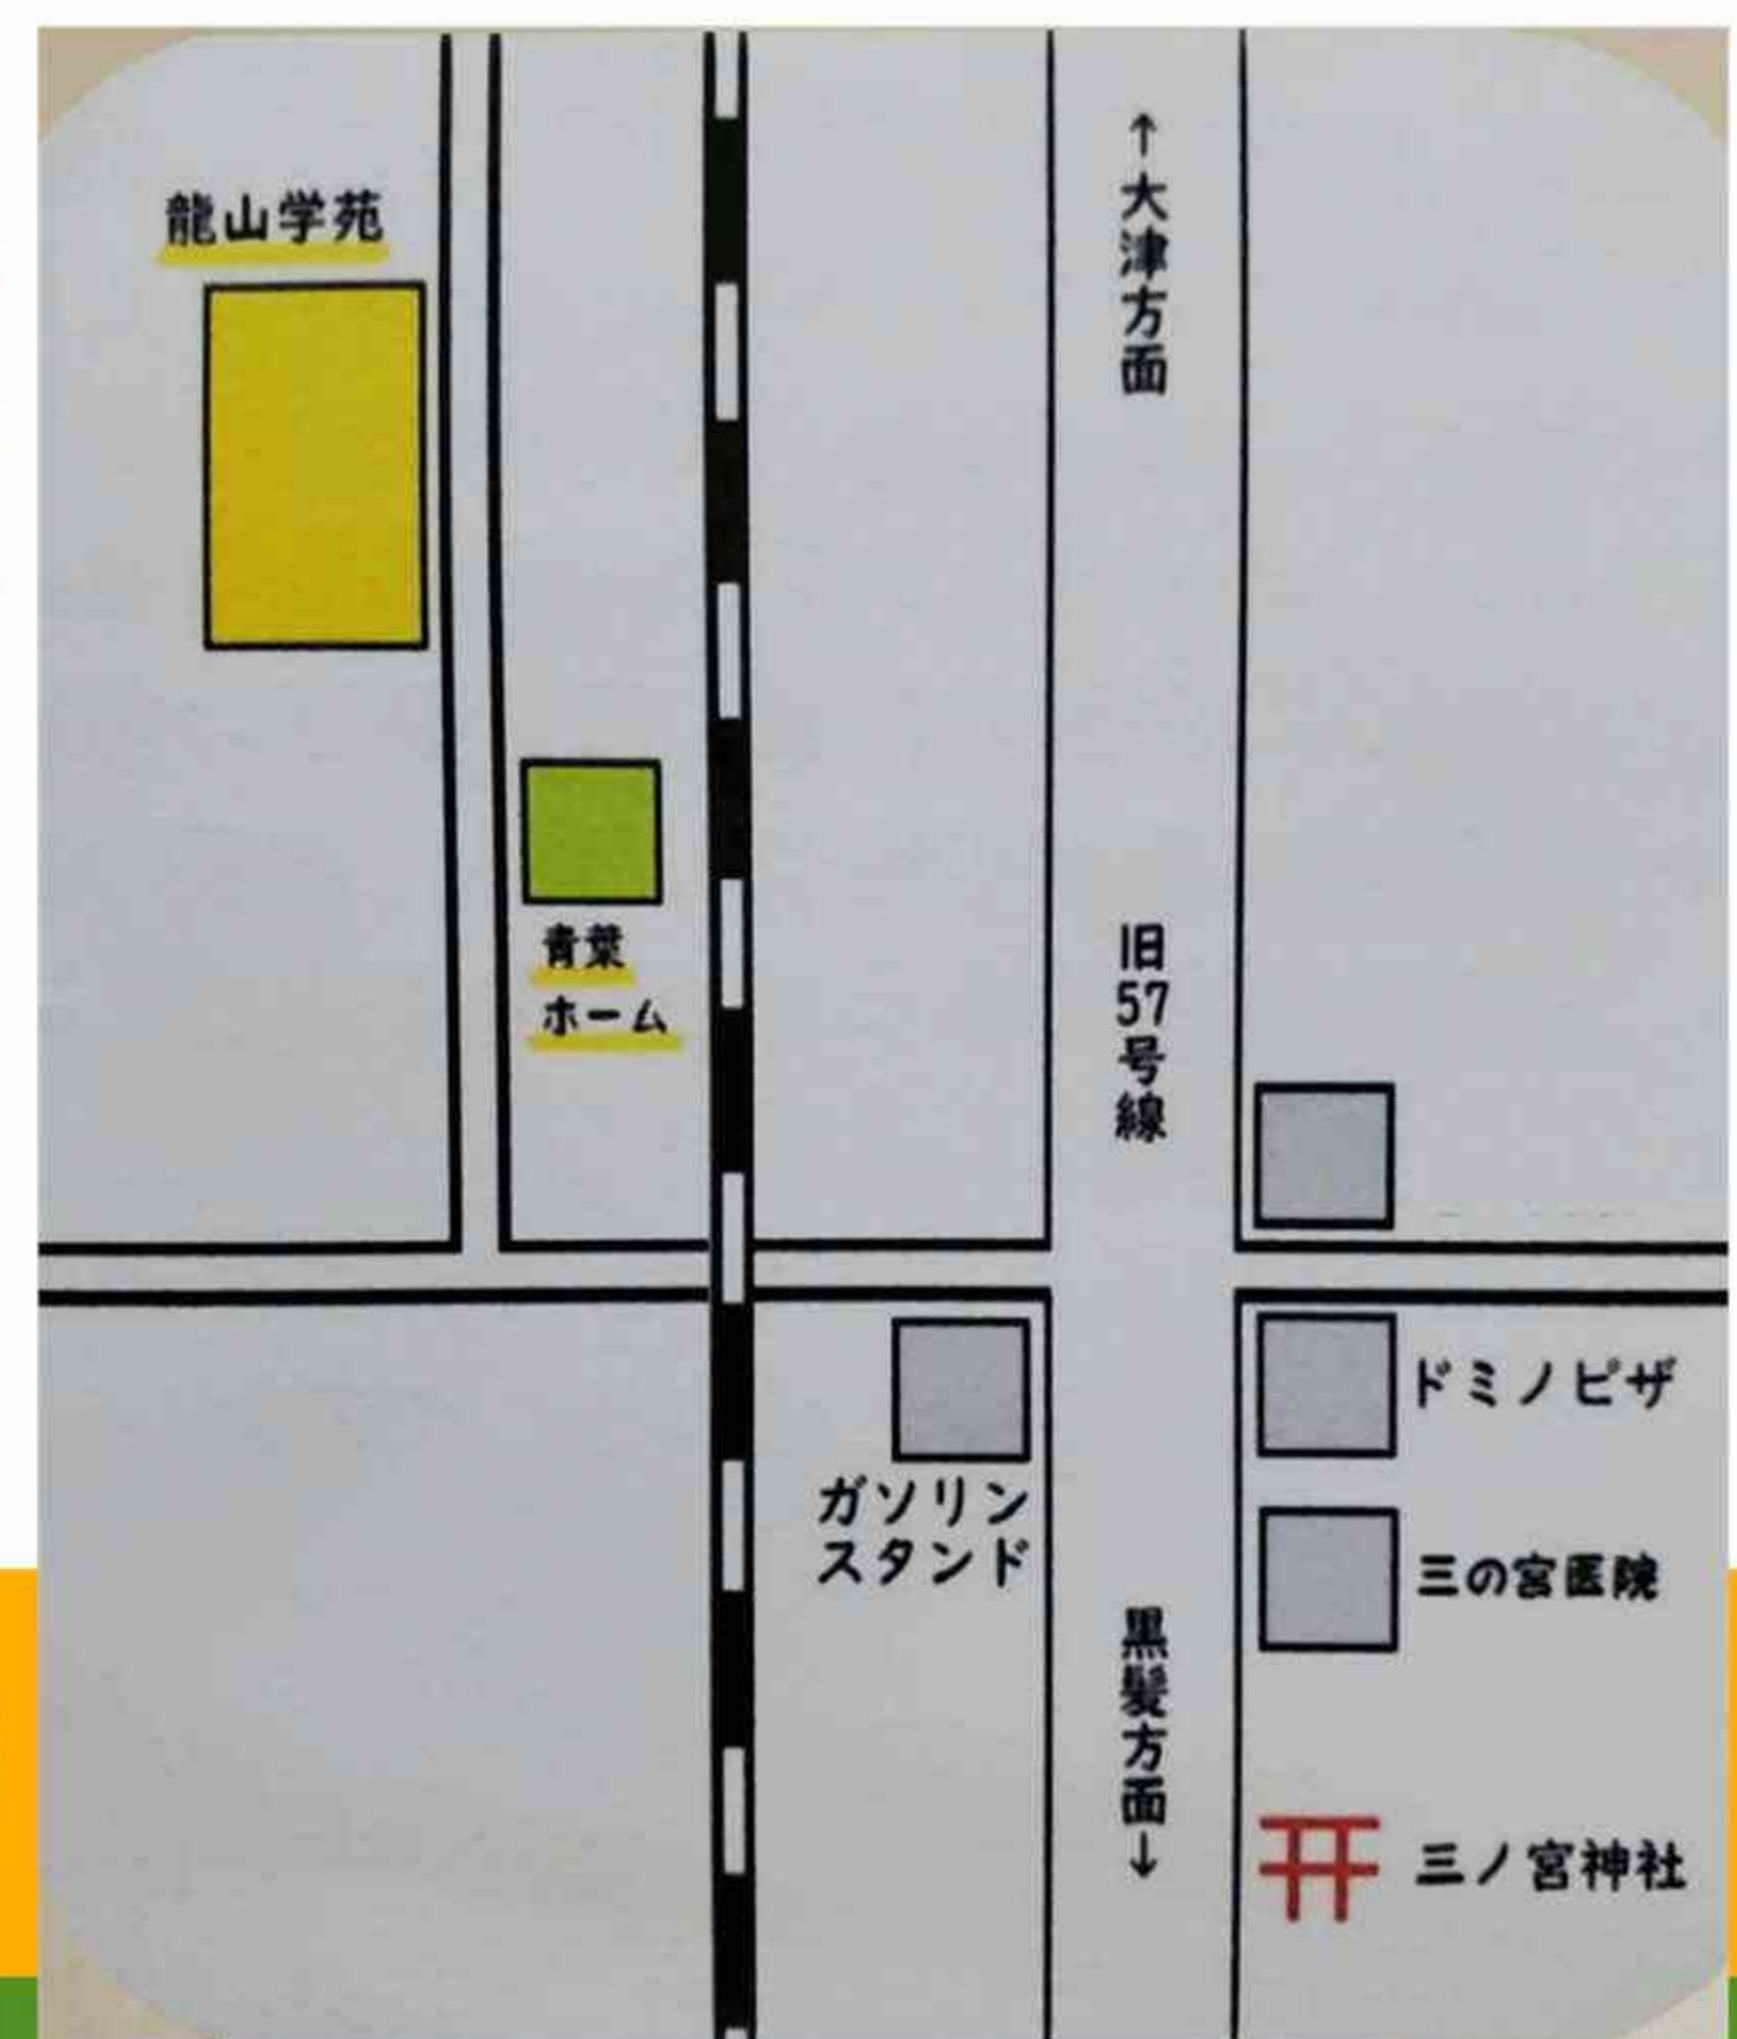 龍山学苑
↑大津方面
青葉
ホーム
旧57号線
ドミノピザ
ガソリン
スタンド
三の宮医院
黒髪方面↓
三ノ宮神社